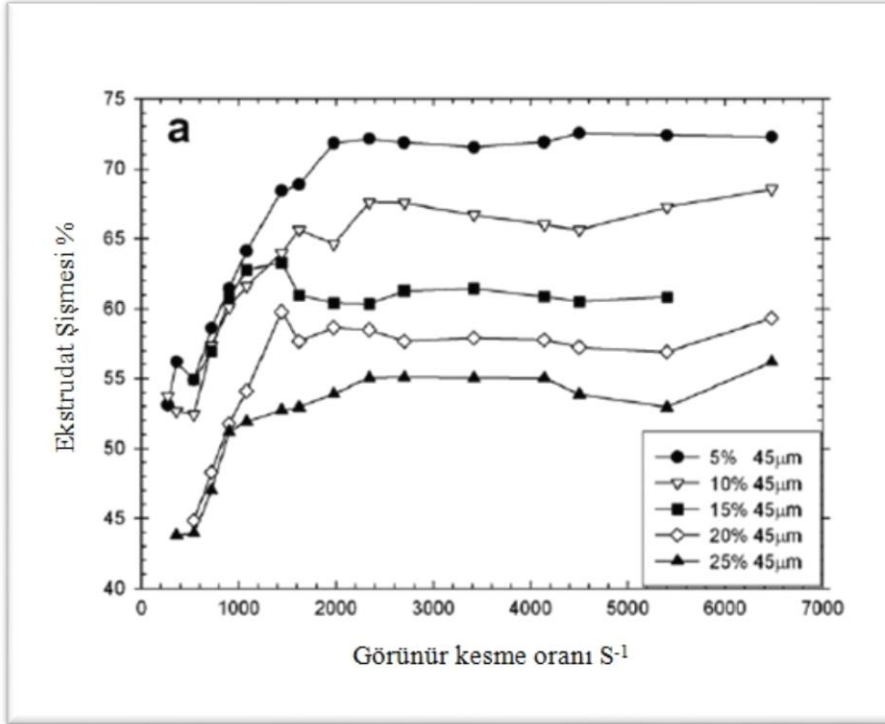 a
75
70
65
60
55
50
45
40
Ekstrudat Şişmesi %
5% 45µm
10% 45µm
15% 45µm
20% 45µm
25% 45µm
0 1000 2000 3000 4000 5000 6000 7000
Görünür kesme oranı S⁻¹